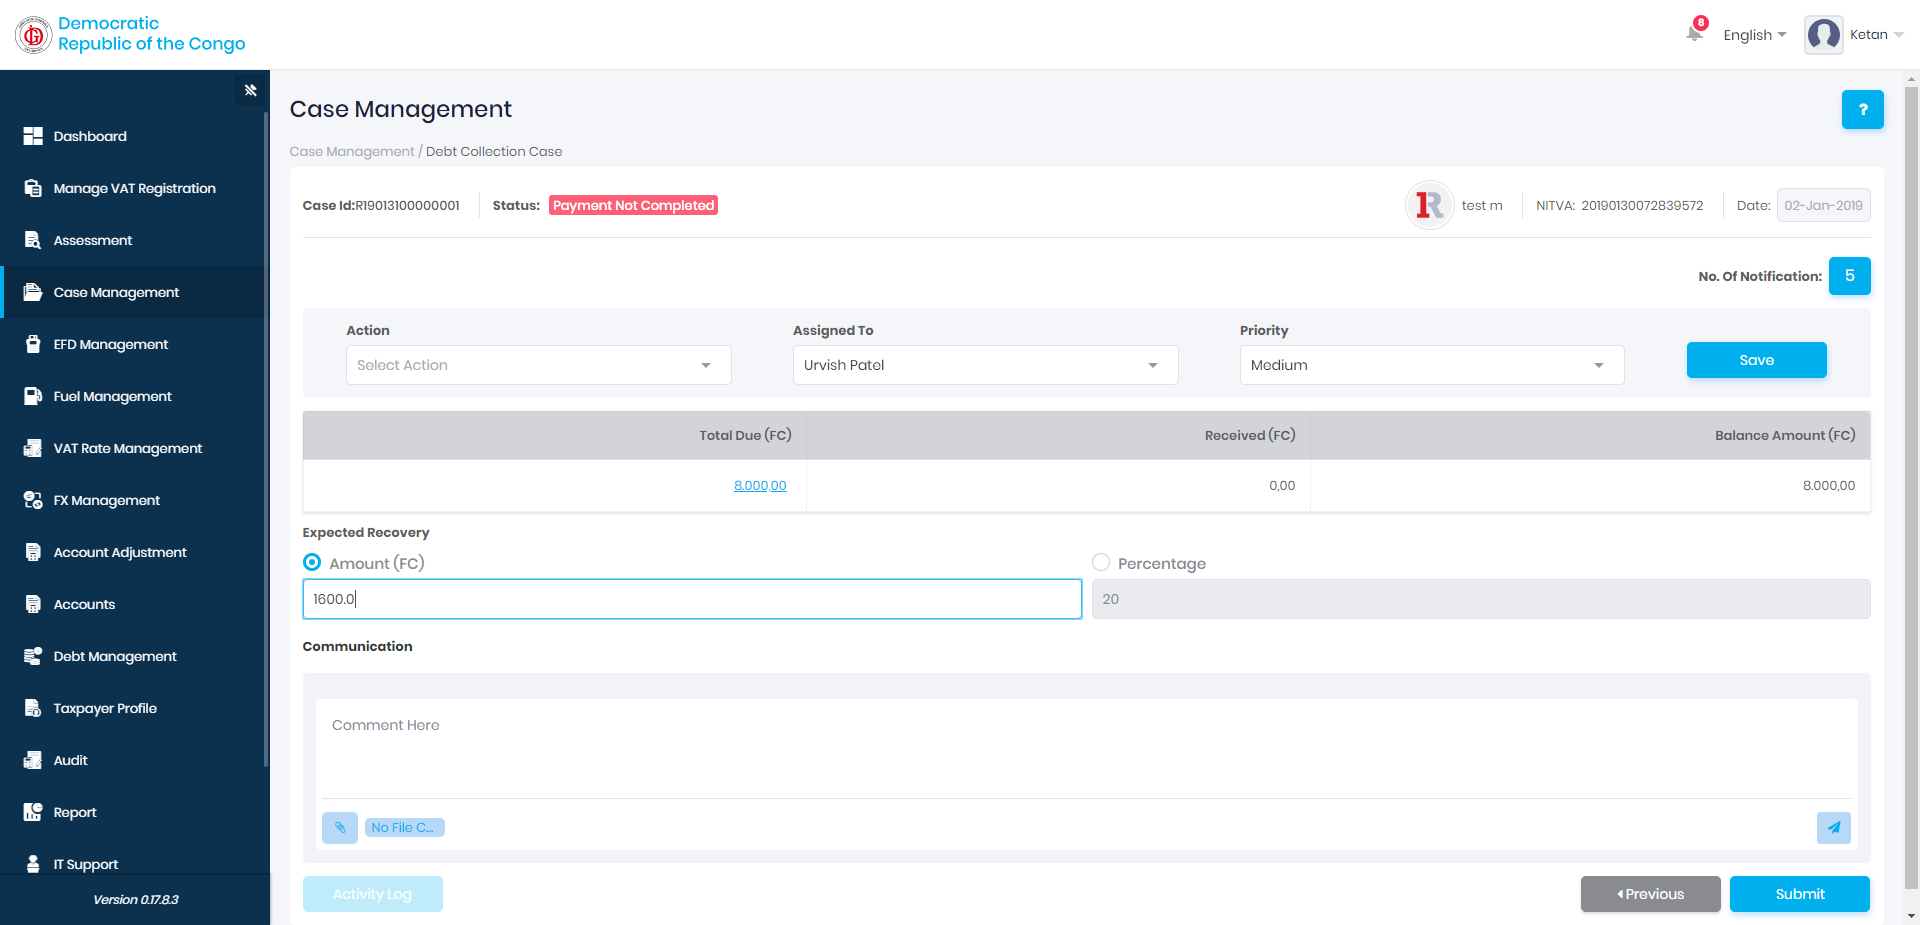 Democratic
Republic of the Congo
8
English
Ketan
Dashboard
Manage VAT Registration
Assessment
Case Management
EFD Management
Fuel Management
VAT Rate Management
FX Management
Account Adjustment
Accounts
Debt Management
Taxpayer Profile
Audit
Report
IT Support
Version 0.17.8.3
Case Management
?
Case Management / Debt Collection Case
Case Id:R19013100000001 Status: Payment Not Completed
test m NITVA: 20190130072839572 Date: 02-Jan-2019
No. Of Notification: 5
Action Assigned To Priority
Select Action Urvish Patel Medium Save
Total Due (FC) Received (FC) Balance Amount (FC)
8.000,00 0,00 8.000,00
Expected Recovery
Amount (FC) Percentage
1600.0 20
Communication
Comment Here
No File C...
Activity Log Previous Submit